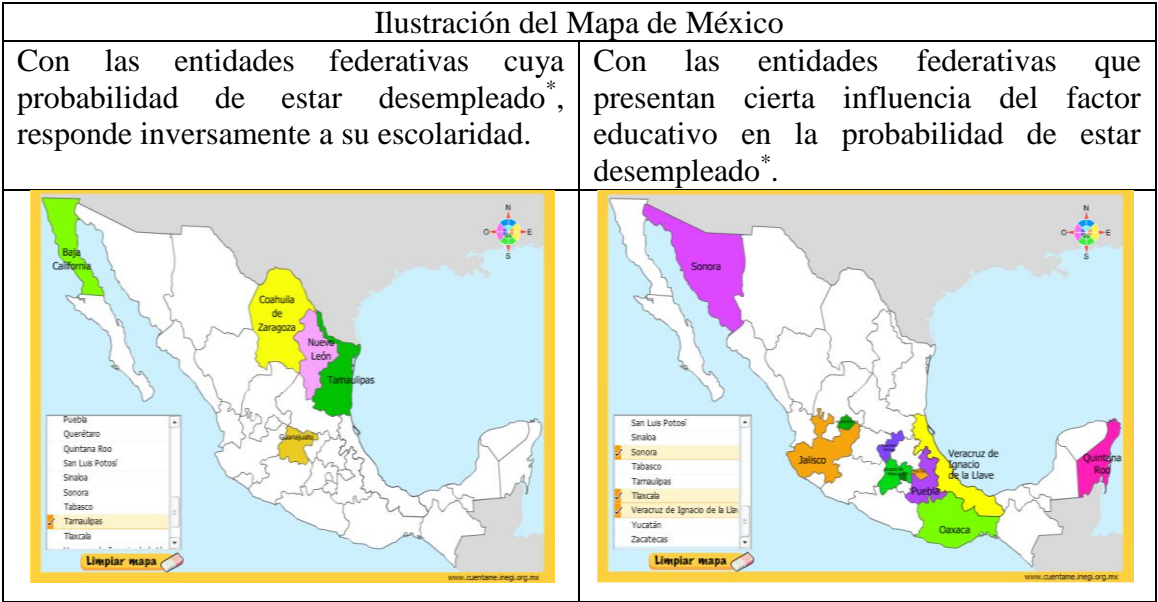 Ilustración del Mapa de México
Con las entidades federativas cuya
probabilidad de estar desempleado*,
responde inversamente a su escolaridad.
Con las entidades federativas que
presentan cierta influencia del factor
educativo en la probabilidad de estar
desempleado*.
N
O
E
S
Baja
California
Coahuila
de
Zaragoza
Nuevo
León
Tamaulipas
Guanajuato
Puebla
Querétaro
Quintana Roo
San Luis Potosí
Sinaloa
Sonora
Tabasco
Tamaulipas
Tlaxcala
Limpiar mapa
www.cuentame.inegi.org.mx
N
O
E
S
Sonora
Jalisco
Veracruz de
Ignacio
de la Llave
Puebla
Quintana
Roo
Oaxaca
San Luis Potosí
Sinaloa
Sonora
Tabasco
Tamaulipas
Tlaxcala
Veracruz de Ignacio de la Llav
Yucatán
Zacatecas
Limpiar mapa
www.cuentame.inegi.org.mx